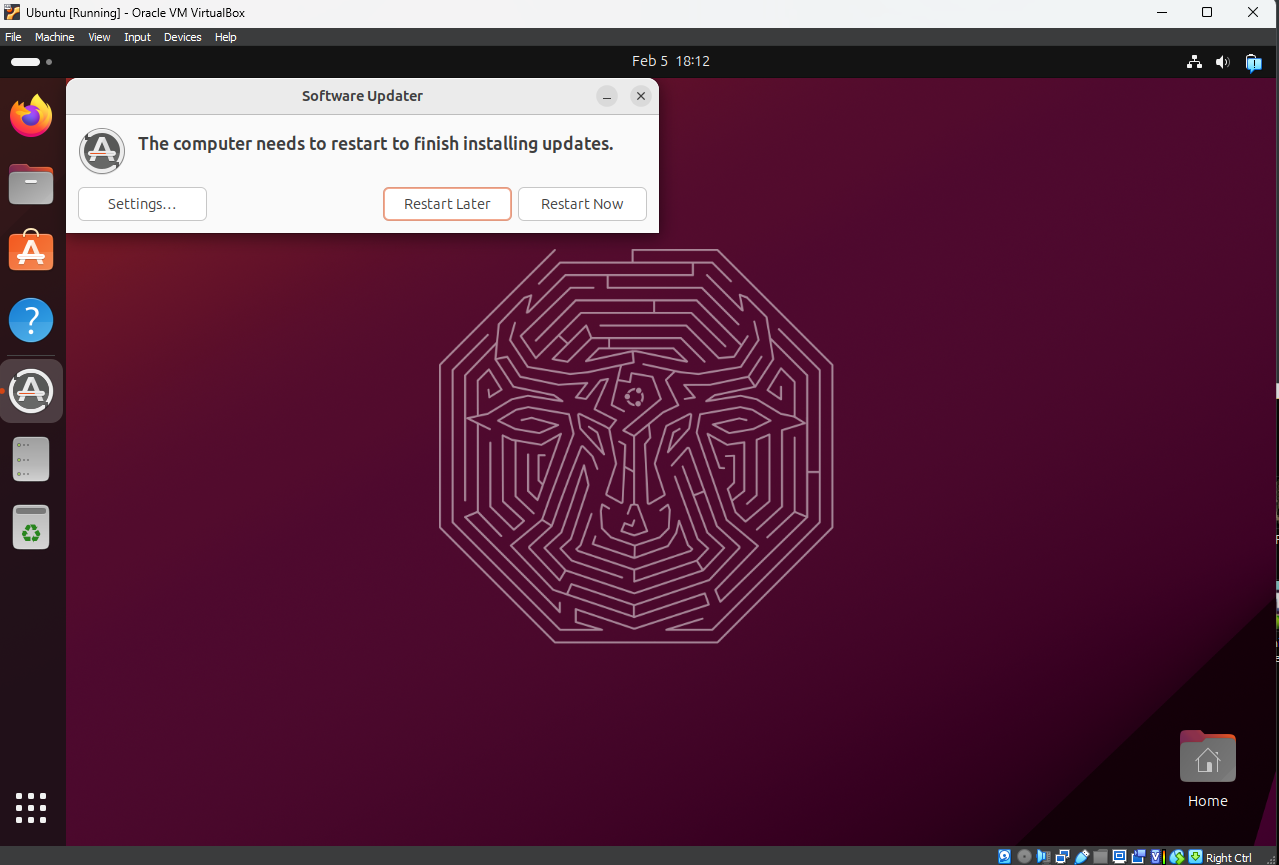 Ubuntu [Running] - Oracle VM VirtualBox
File Machine View Input Devices Help
Feb 5 18:12
Software Updater
The computer needs to restart to finish installing updates.
Settings...
Restart Later
Restart Now
Home
Right Ctrl